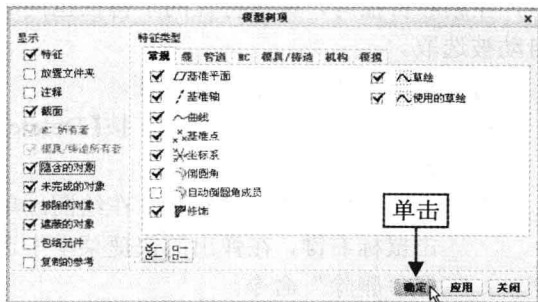 动被选取。
模型树项
显示
特征
放置文件夹
注释
截面
MC 所有者
模具/铸造所有者
隐含的对象
未完成的对象
排除的对象
遮蔽的对象
包络元件
复制的参考
特征类型
常规 缆 管道 MC 模具/铸造 机构 模拟
基准平面
基准轴
曲线
基准点
坐标系
倒圆角
自动倒圆角成员
修饰
草绘
使用的草绘
单击
确定 应用 关闭